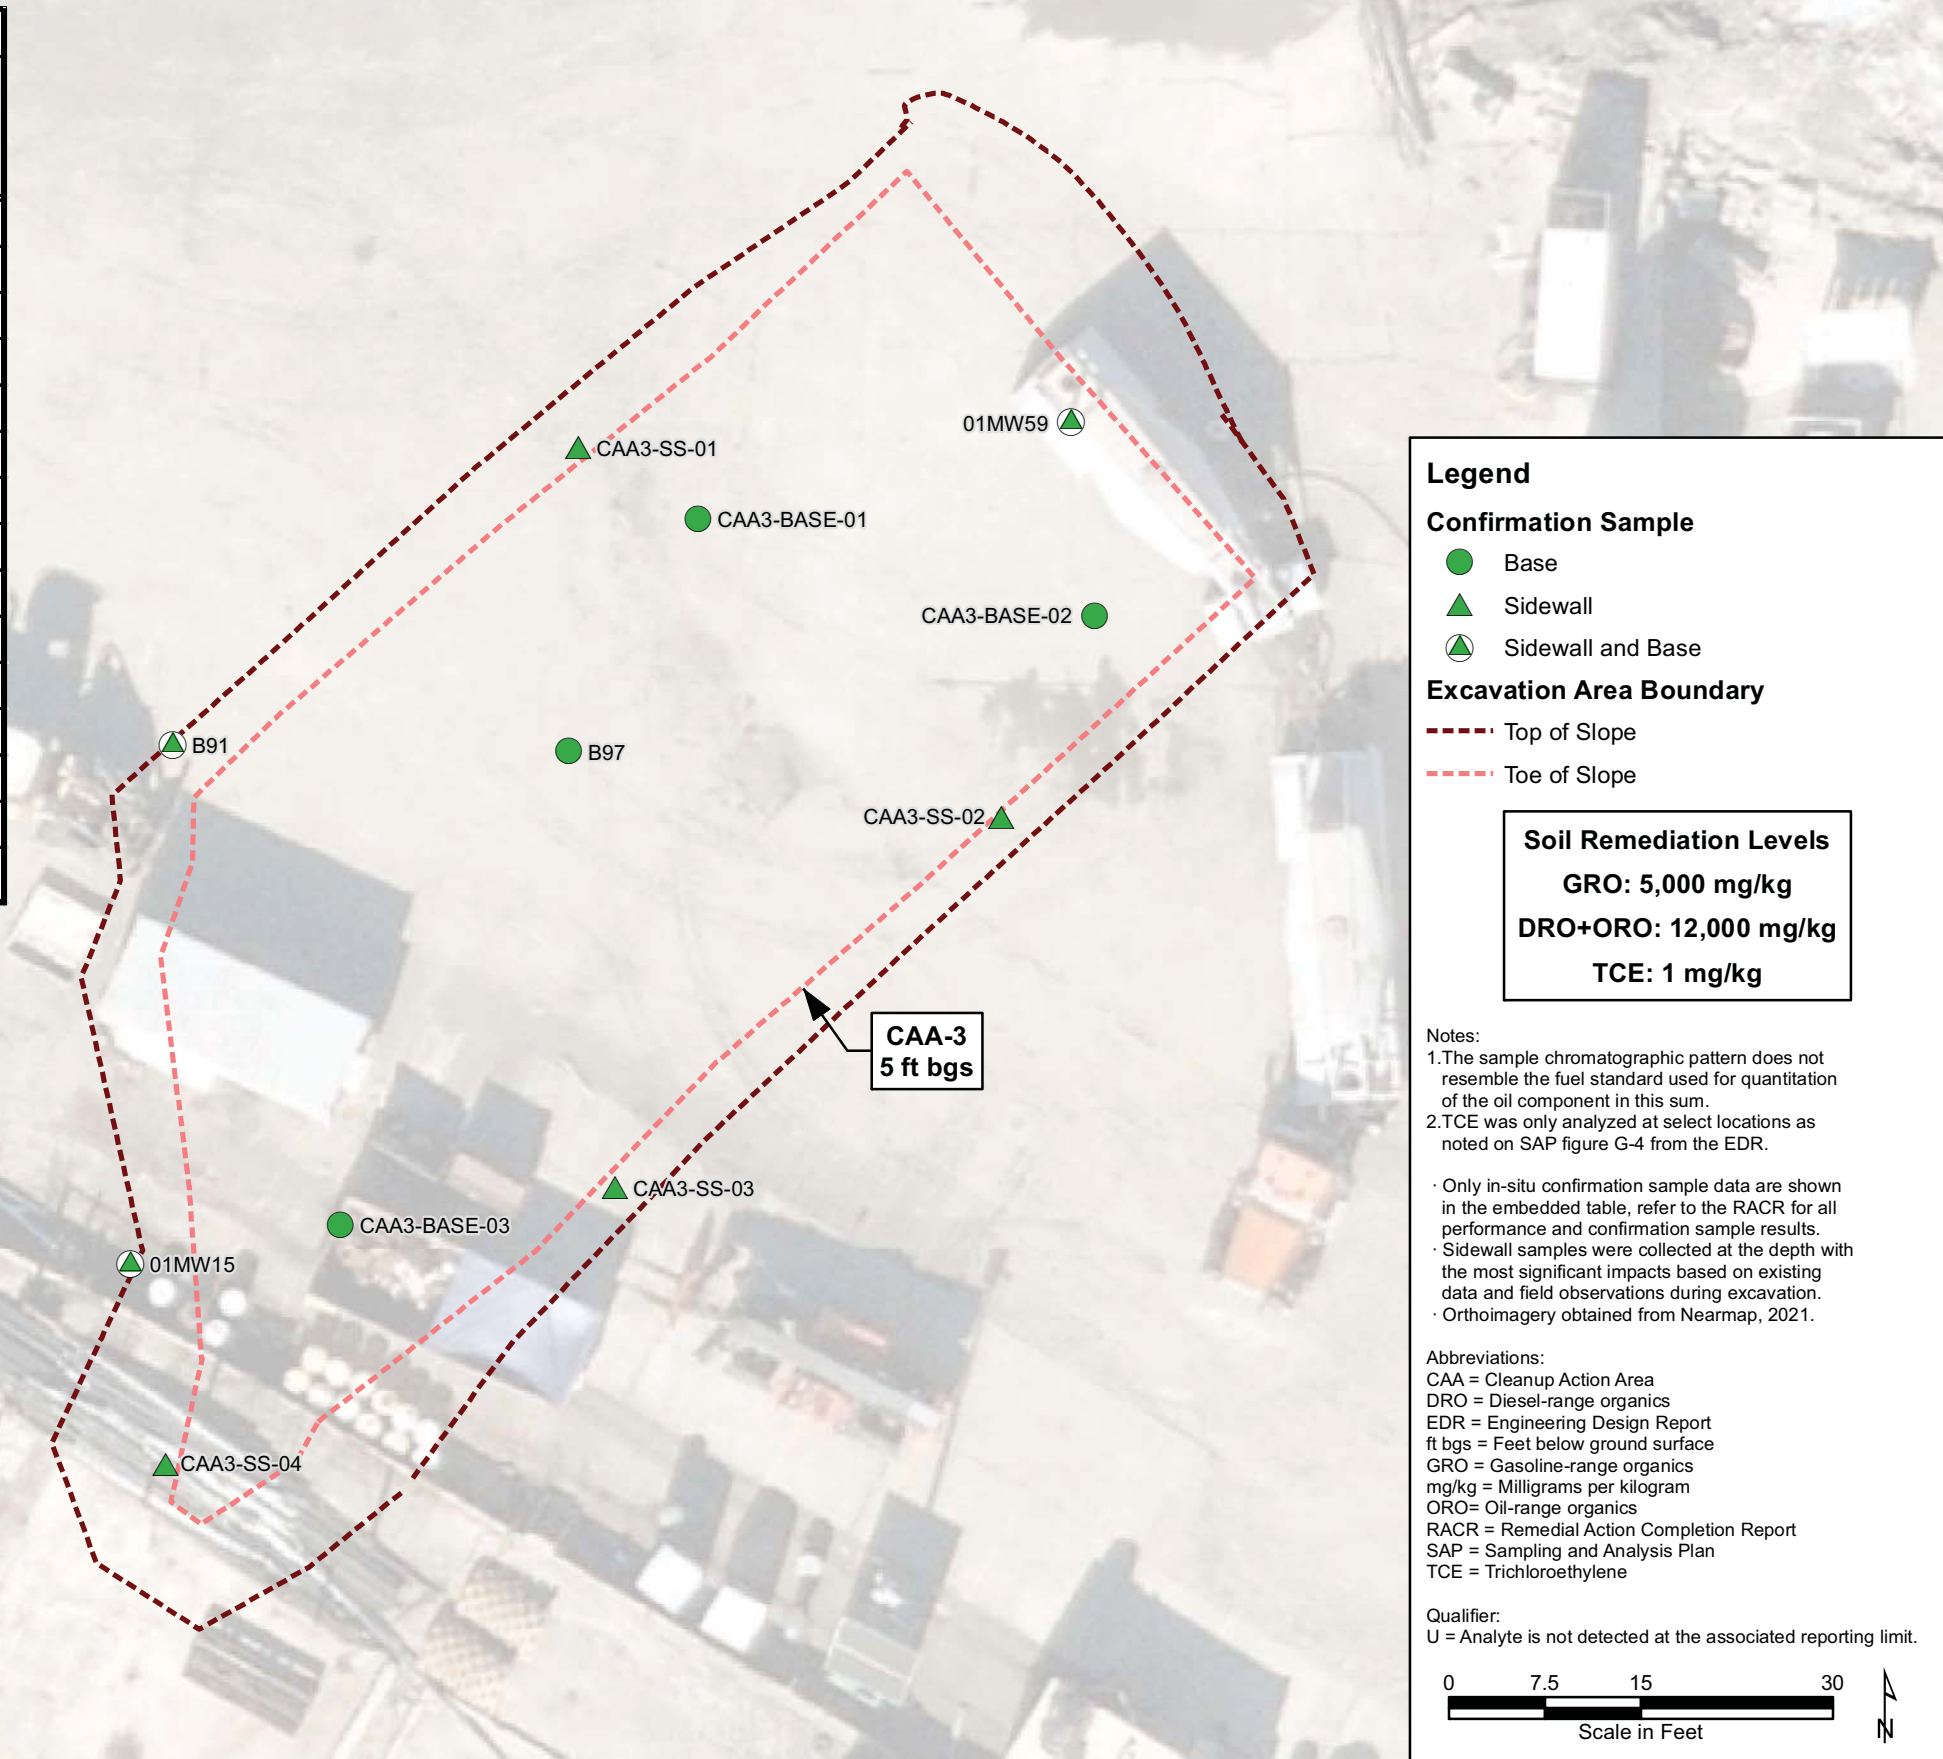 01MW59
CAA3-SS-01
CAA3-BASE-01
CAA3-BASE-02
B91
B97
CAA3-SS-02
CAA-3
5 ft bgs
CAA3-SS-03
CAA3-BASE-03
01MW15
CAA3-SS-04
Legend
Confirmation Sample
Base
Sidewall
Sidewall and Base
Excavation Area Boundary
Top of Slope
Toe of Slope
Soil Remediation Levels
GRO: 5,000 mg/kg
DRO+ORO: 12,000 mg/kg
TCE: 1 mg/kg
Notes:
1.The sample chromatographic pattern does not
resemble the fuel standard used for quantitation
of the oil component in this sum.
2.TCE was only analyzed at select locations as
noted on SAP figure G-4 from the EDR.
· Only in-situ confirmation sample data are shown
in the embedded table, refer to the RACR for all
performance and confirmation sample results.
· Sidewall samples were collected at the depth with
the most significant impacts based on existing
data and field observations during excavation.
· Orthoimagery obtained from Nearmap, 2021.
Abbreviations:
CAA = Cleanup Action Area
DRO = Diesel-range organics
EDR = Engineering Design Report
ft bgs = Feet below ground surface
GRO = Gasoline-range organics
mg/kg = Milligrams per kilogram
ORO= Oil-range organics
RACR = Remedial Action Completion Report
SAP = Sampling and Analysis Plan
TCE = Trichloroethylene
Qualifier:
U = Analyte is not detected at the associated reporting limit.
0 7.5 15 30
Scale in Feet
N